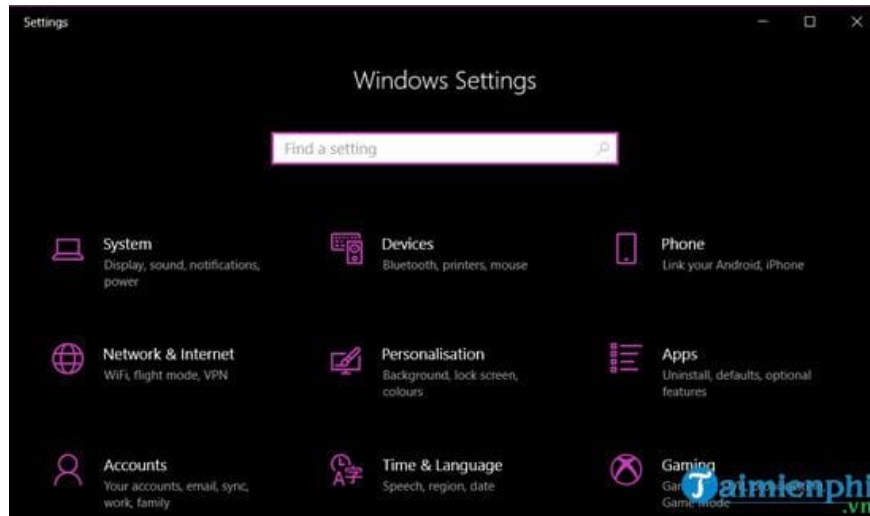 Settings
Windows Settings
Find a setting
System
Display, sound, notifications,
power
Devices
Bluetooth, printers, mouse
Phone
Link your Android, iPhone
Network & Internet
WiFi, flight mode, VPN
Personalisation
Background, lock screen,
colours
Apps
Uninstall, defaults, optional
features
Accounts
Your accounts, email, sync,
work, family
Time & Language
Speech, region, date
Gaming
Game Mode
Taimienphi
.vn